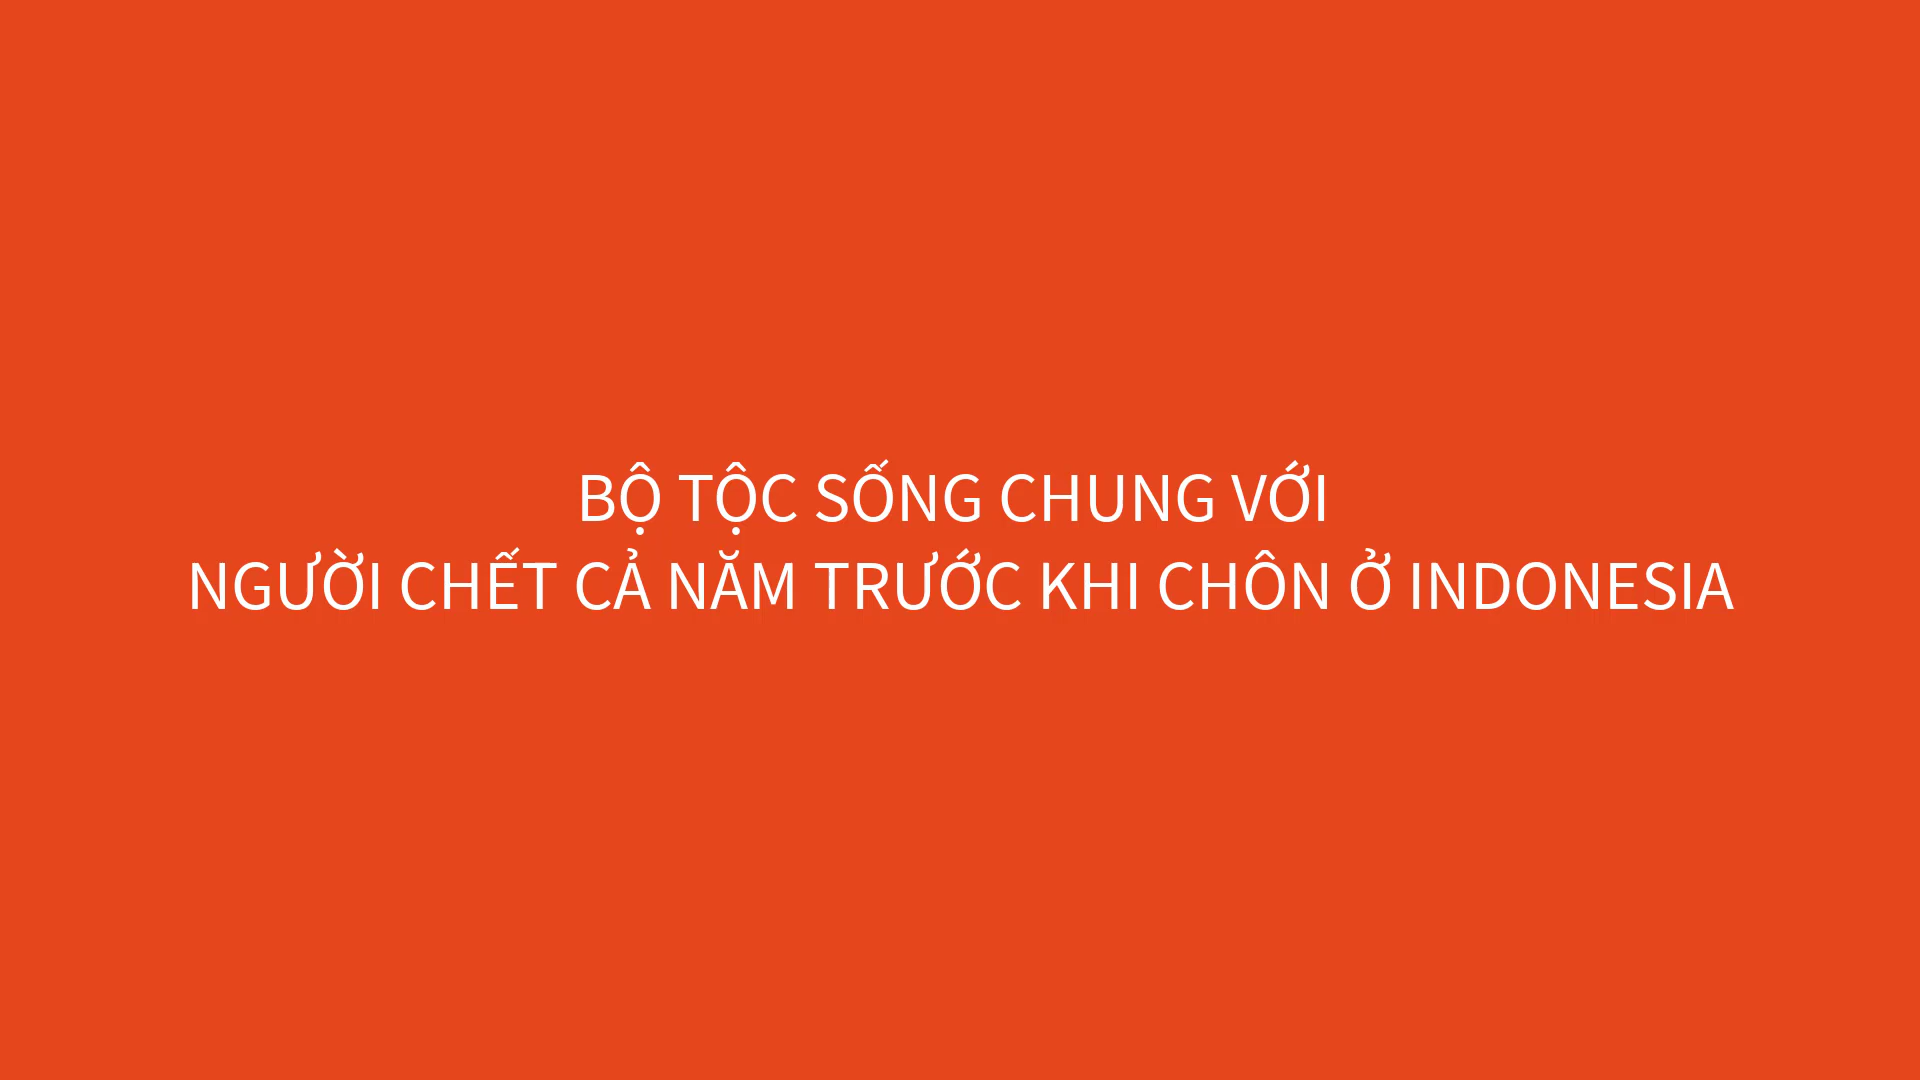 BỘ TỘC SỐNG CHUNG VỚI
NGƯỜI CHẾT CẢ NĂM TRƯỚC KHI CHÔN Ở INDONESIA